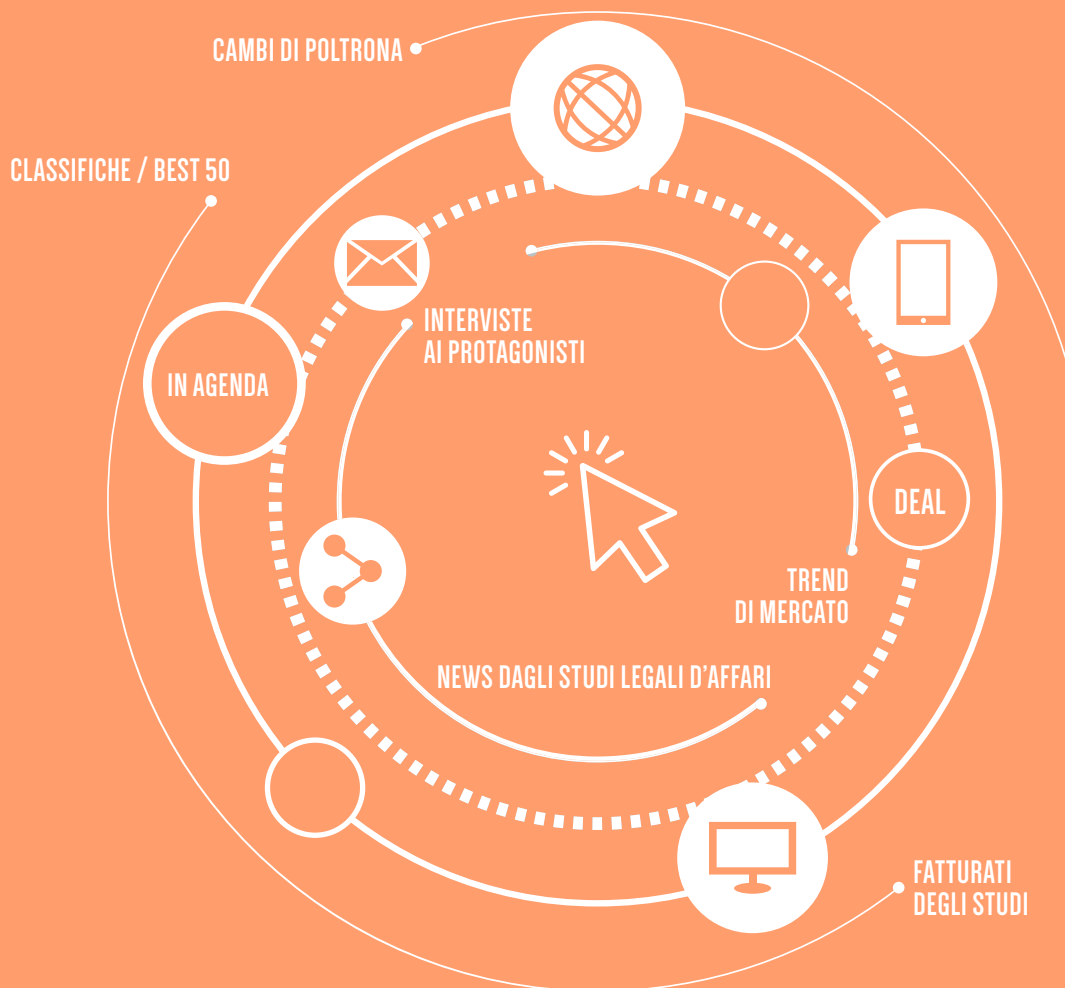 CAMBI DI POLTRONA
CLASSIFICHE / BEST 50
INTERVISTE
AI PROTAGONISTI
IN AGENDA
DEAL
TREND
DI MERCATO
NEWS DAGLI STUDI LEGALI D'AFFARI
FATTURATI
DEGLI STUDI